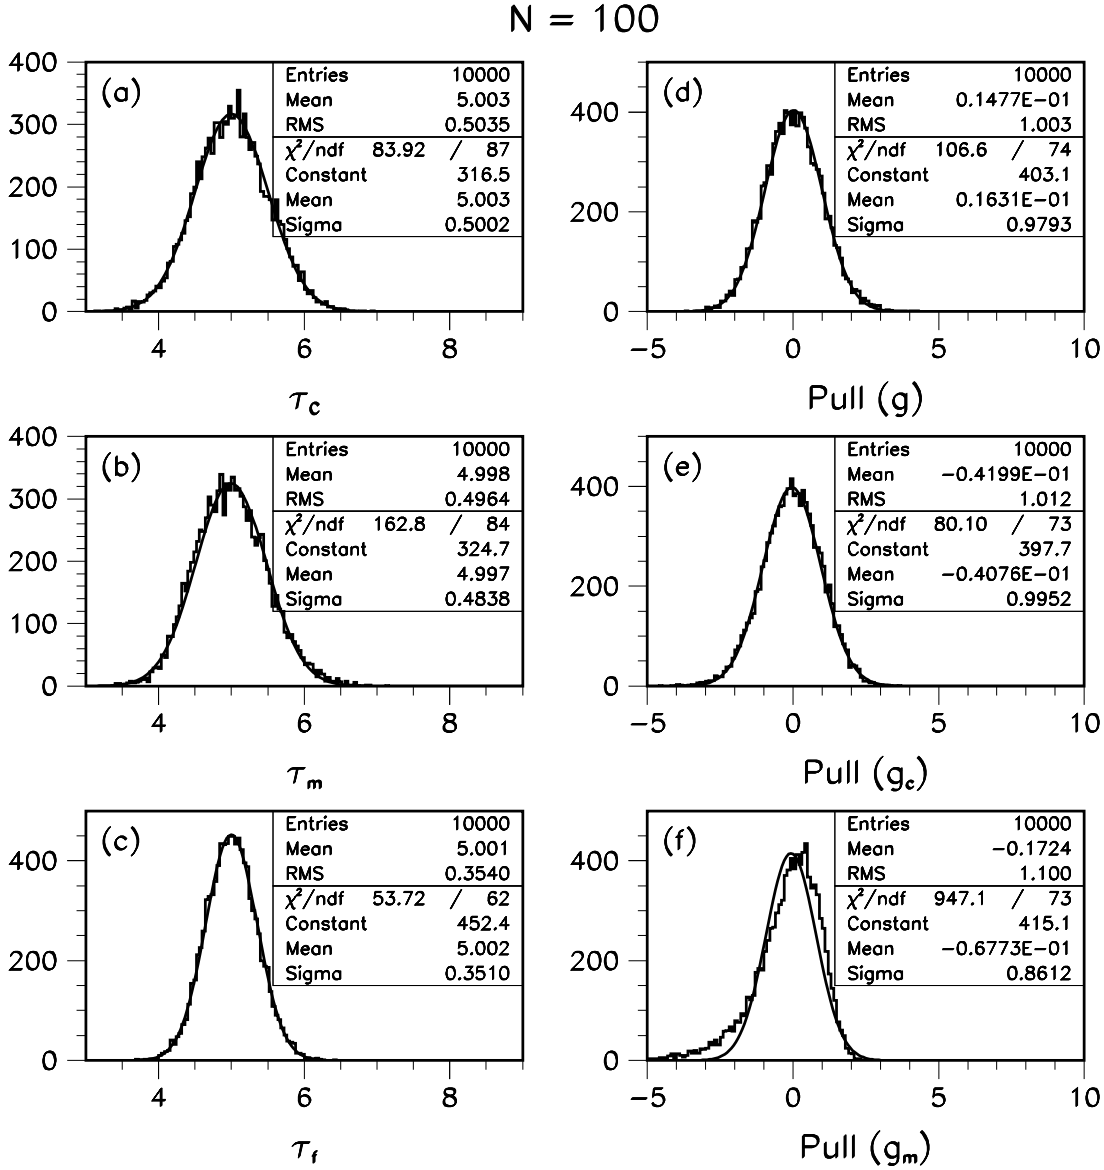 N = 100
(a)
Entries 10000
Mean 5.003
RMS 0.5035
χ²/ndf 83.92 / 87
Constant 316.5
Mean 5.003
Sigma 0.5002
400
300
200
100
0
4 6 8
τc
(d)
Entries 10000
Mean 0.1477E−01
RMS 1.003
χ²/ndf 106.6 / 74
Constant 403.1
Mean 0.1631E−01
Sigma 0.9793
400
200
0
−5 0 5 10
Pull (g)
(b)
Entries 10000
Mean 4.998
RMS 0.4964
χ²/ndf 162.8 / 84
Constant 324.7
Mean 4.997
Sigma 0.4838
400
300
200
100
0
4 6 8
τm
(e)
Entries 10000
Mean −0.4199E−01
RMS 1.012
χ²/ndf 80.10 / 73
Constant 397.7
Mean −0.4076E−01
Sigma 0.9952
400
200
0
−5 0 5 10
Pull (gc)
(c)
Entries 10000
Mean 5.001
RMS 0.3540
χ²/ndf 53.72 / 62
Constant 452.4
Mean 5.002
Sigma 0.3510
400
200
0
4 6 8
τf
(f)
Entries 10000
Mean −0.1724
RMS 1.100
χ²/ndf 947.1 / 73
Constant 415.1
Mean −0.6773E−01
Sigma 0.8612
400
200
0
−5 0 5 10
Pull (gm)